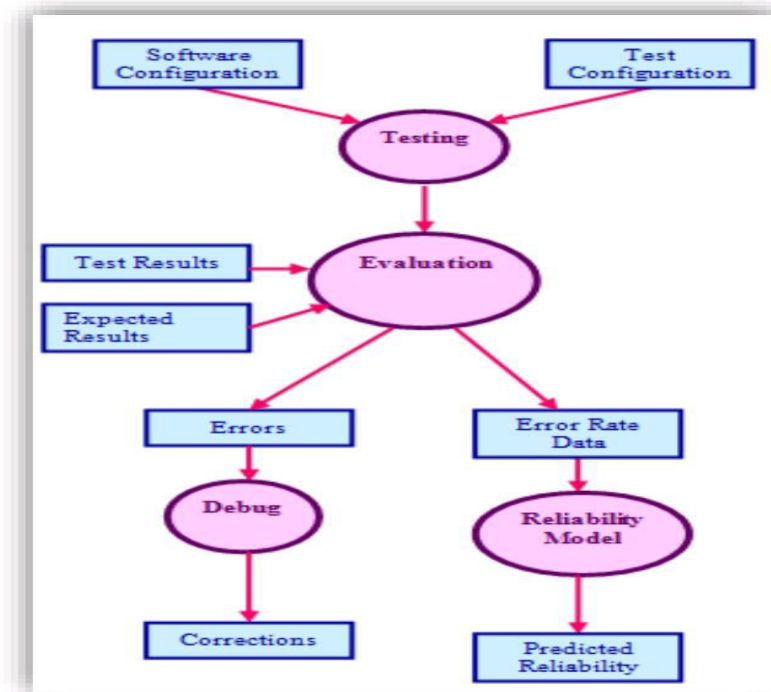 Software
Configuration
Test
Configuration
Testing
Evaluation
Test Results
Expected
Results
Errors
Error Rate
Data
Debug
Reliability
Model
Corrections
Predicted
Reliability